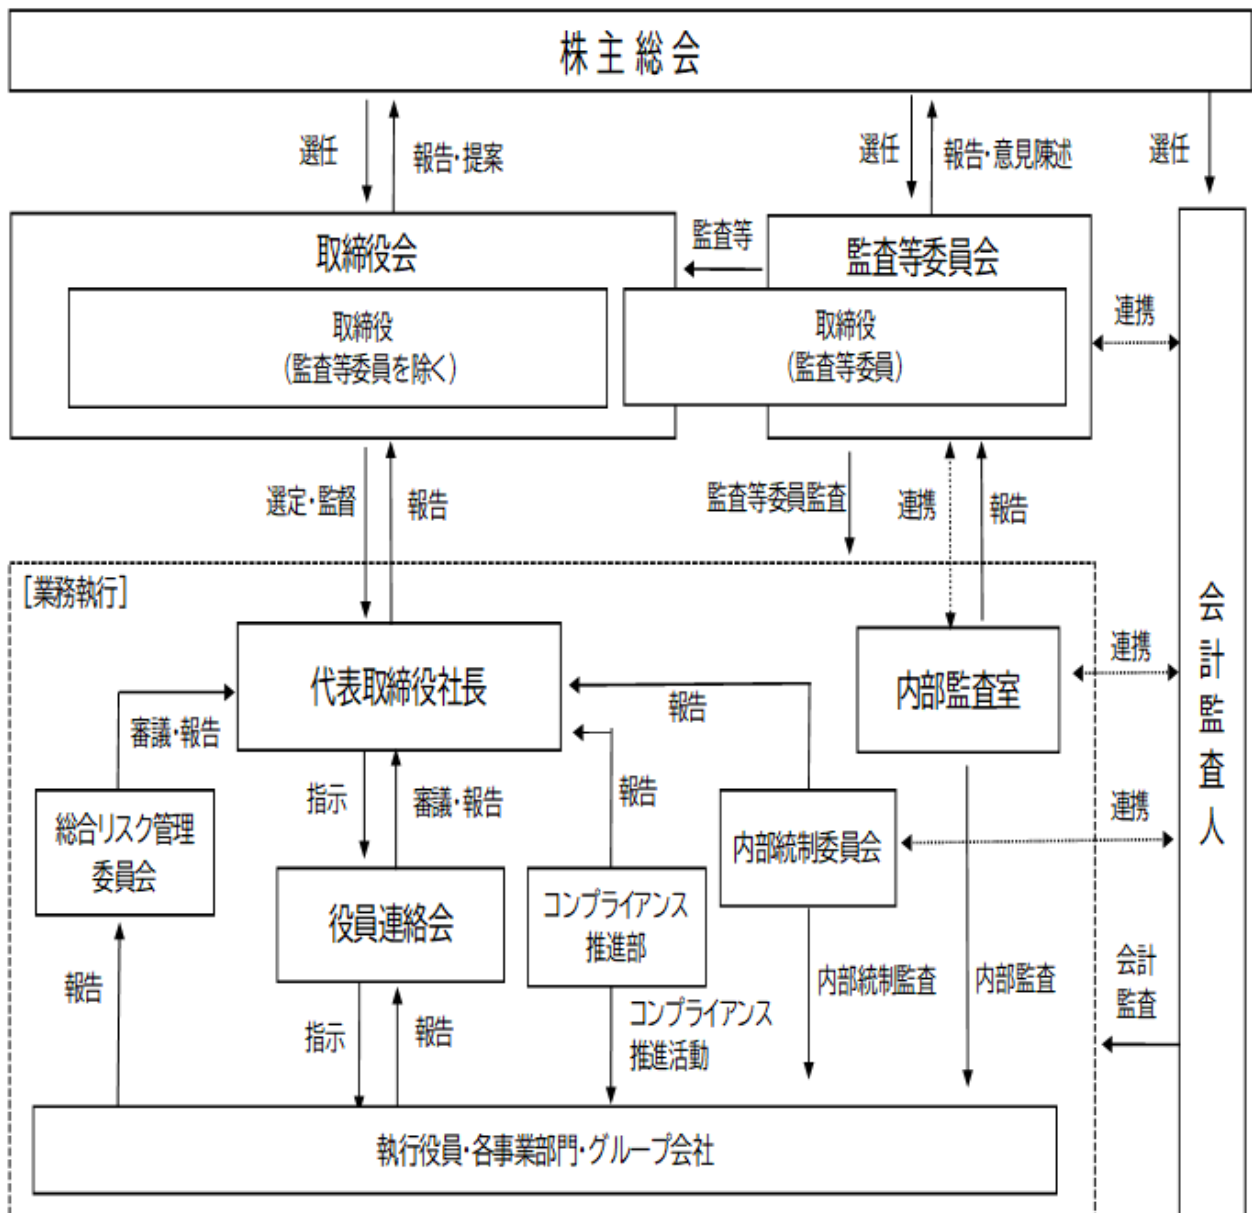 株主総会
選任
報告・提案
選任
報告・意見陳述
選任
取締役会
監査等
監査等委員会
取締役
(監査等委員を除く)
取締役
(監査等委員)
連携
選定・監督
報告
監査等委員監査
連携
報告
[業務執行]
会計監査人
代表取締役社長
内部監査室
連携
審議・報告
報告
指示
審議・報告
報告
連携
総合リスク管理
委員会
内部統制委員会
役員連絡会
コンプライアンス
推進部
報告
指示
報告
コンプライアンス
推進活動
内部統制監査
内部監査
会計
監査
執行役員・各事業部門・グループ会社